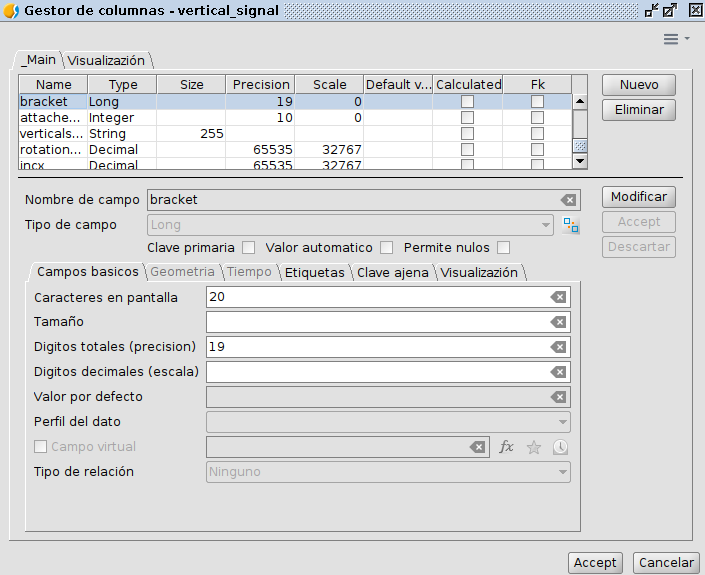 Gestor de columnas - vertical_signal
_Main Visualización
Name Type Size Precision Scale Default v... Calculated Fk
bracket Long 19 0
attache... Integer 10 0
verticals... String 255
rotation... Decimal 65535 32767
incx Decimal 65535 32767
Nuevo
Eliminar
Nombre de campo bracket
Tipo de campo Long
Clave primaria Valor automatico Permite nulos
Modificar
Accept
Descartar
Campos basicos Geometria Tiempo Etiquetas Clave ajena Visualización
Caracteres en pantalla 20
Tamaño
Digitos totales (precision) 19
Digitos decimales (escala)
Valor por defecto
Perfil del dato
Campo virtual fx
Tipo de relación Ninguno
Accept Cancelar